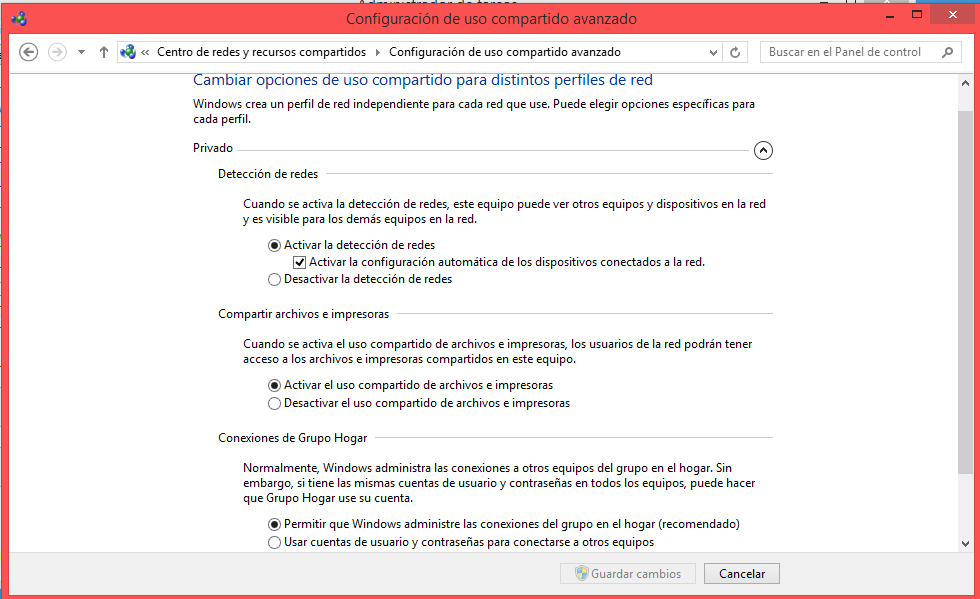 Configuración de uso compartido avanzado
« Centro de redes y recursos compartidos Configuración de uso compartido avanzado
Buscar en el Panel de control
Cambiar opciones de uso compartido para distintos perfiles de red
Windows crea un perfil de red independiente para cada red que use. Puede elegir opciones específicas para
cada perfil.
Privado
Detección de redes
Cuando se activa la detección de redes, este equipo puede ver otros equipos y dispositivos en la red
y es visible para los demás equipos en la red.
Activar la detección de redes
Activar la configuración automática de los dispositivos conectados a la red.
Desactivar la detección de redes
Compartir archivos e impresoras
Cuando se activa el uso compartido de archivos e impresoras, los usuarios de la red podrán tener
acceso a los archivos e impresoras compartidos en este equipo.
Activar el uso compartido de archivos e impresoras
Desactivar el uso compartido de archivos e impresoras
Conexiones de Grupo Hogar
Normalmente, Windows administra las conexiones a otros equipos del grupo en el hogar. Sin
embargo, si tiene las mismas cuentas de usuario y contraseñas en todos los equipos, puede hacer
que Grupo Hogar use su cuenta.
Permitir que Windows administre las conexiones del grupo en el hogar (recomendado)
Usar cuentas de usuario y contraseñas para conectarse a otros equipos
Guardar cambios
Cancelar